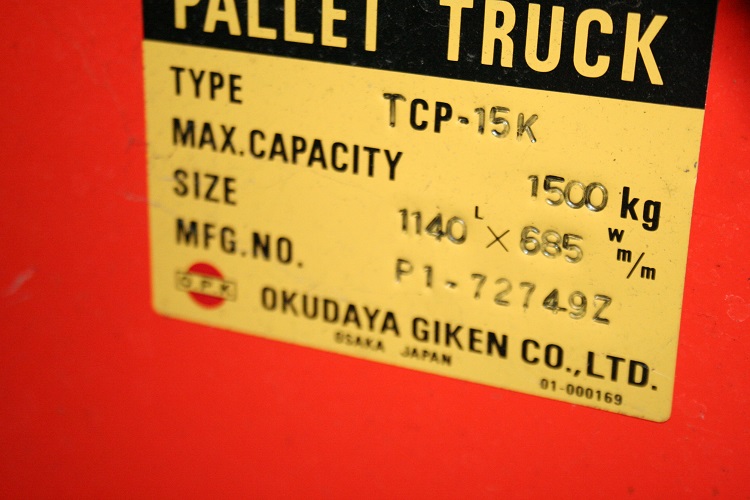 PALLET TRUCK
TYPE TCP-15K
MAX.CAPACITY 1500 kg
SIZE 1140 L × 685 W m/m
MFG.NO. P1-72749Z
O.P.K OKUDAYA GIKEN CO.,LTD.
OSAKA JAPAN
01-000169